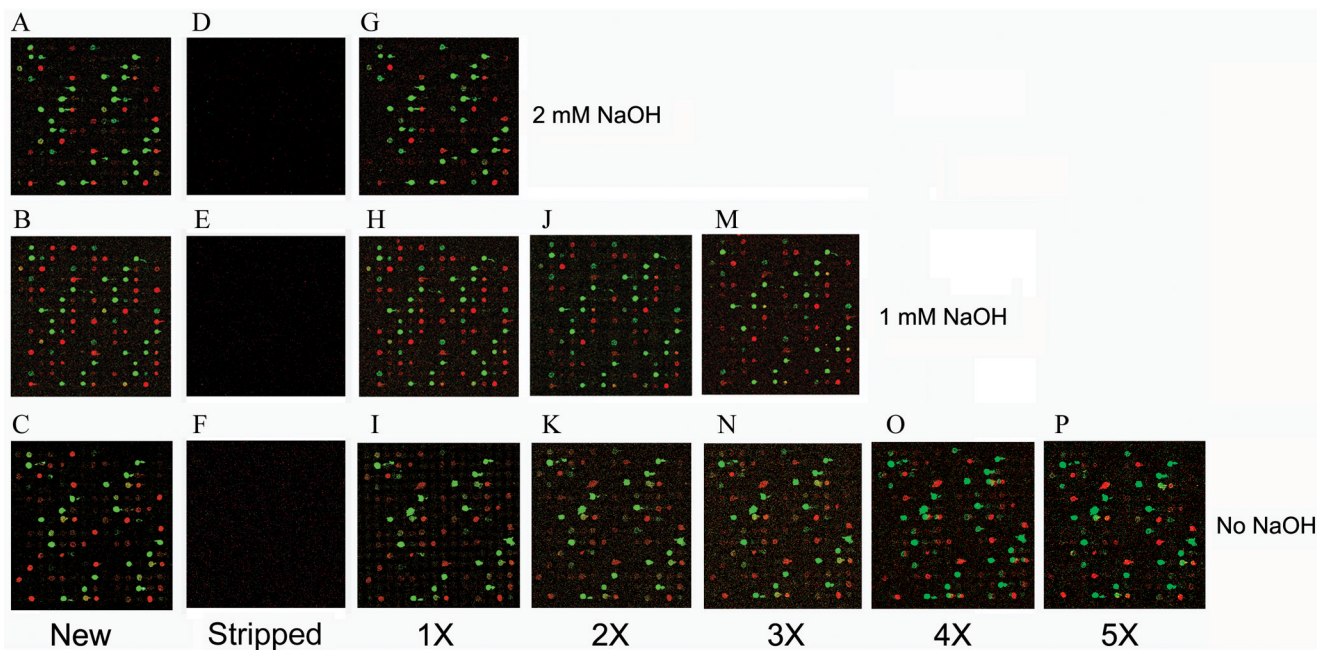 A D G
2 mM NaOH
B E H J M
1 mM NaOH
C F I K N O P
No NaOH
New Stripped 1X 2X 3X 4X 5X